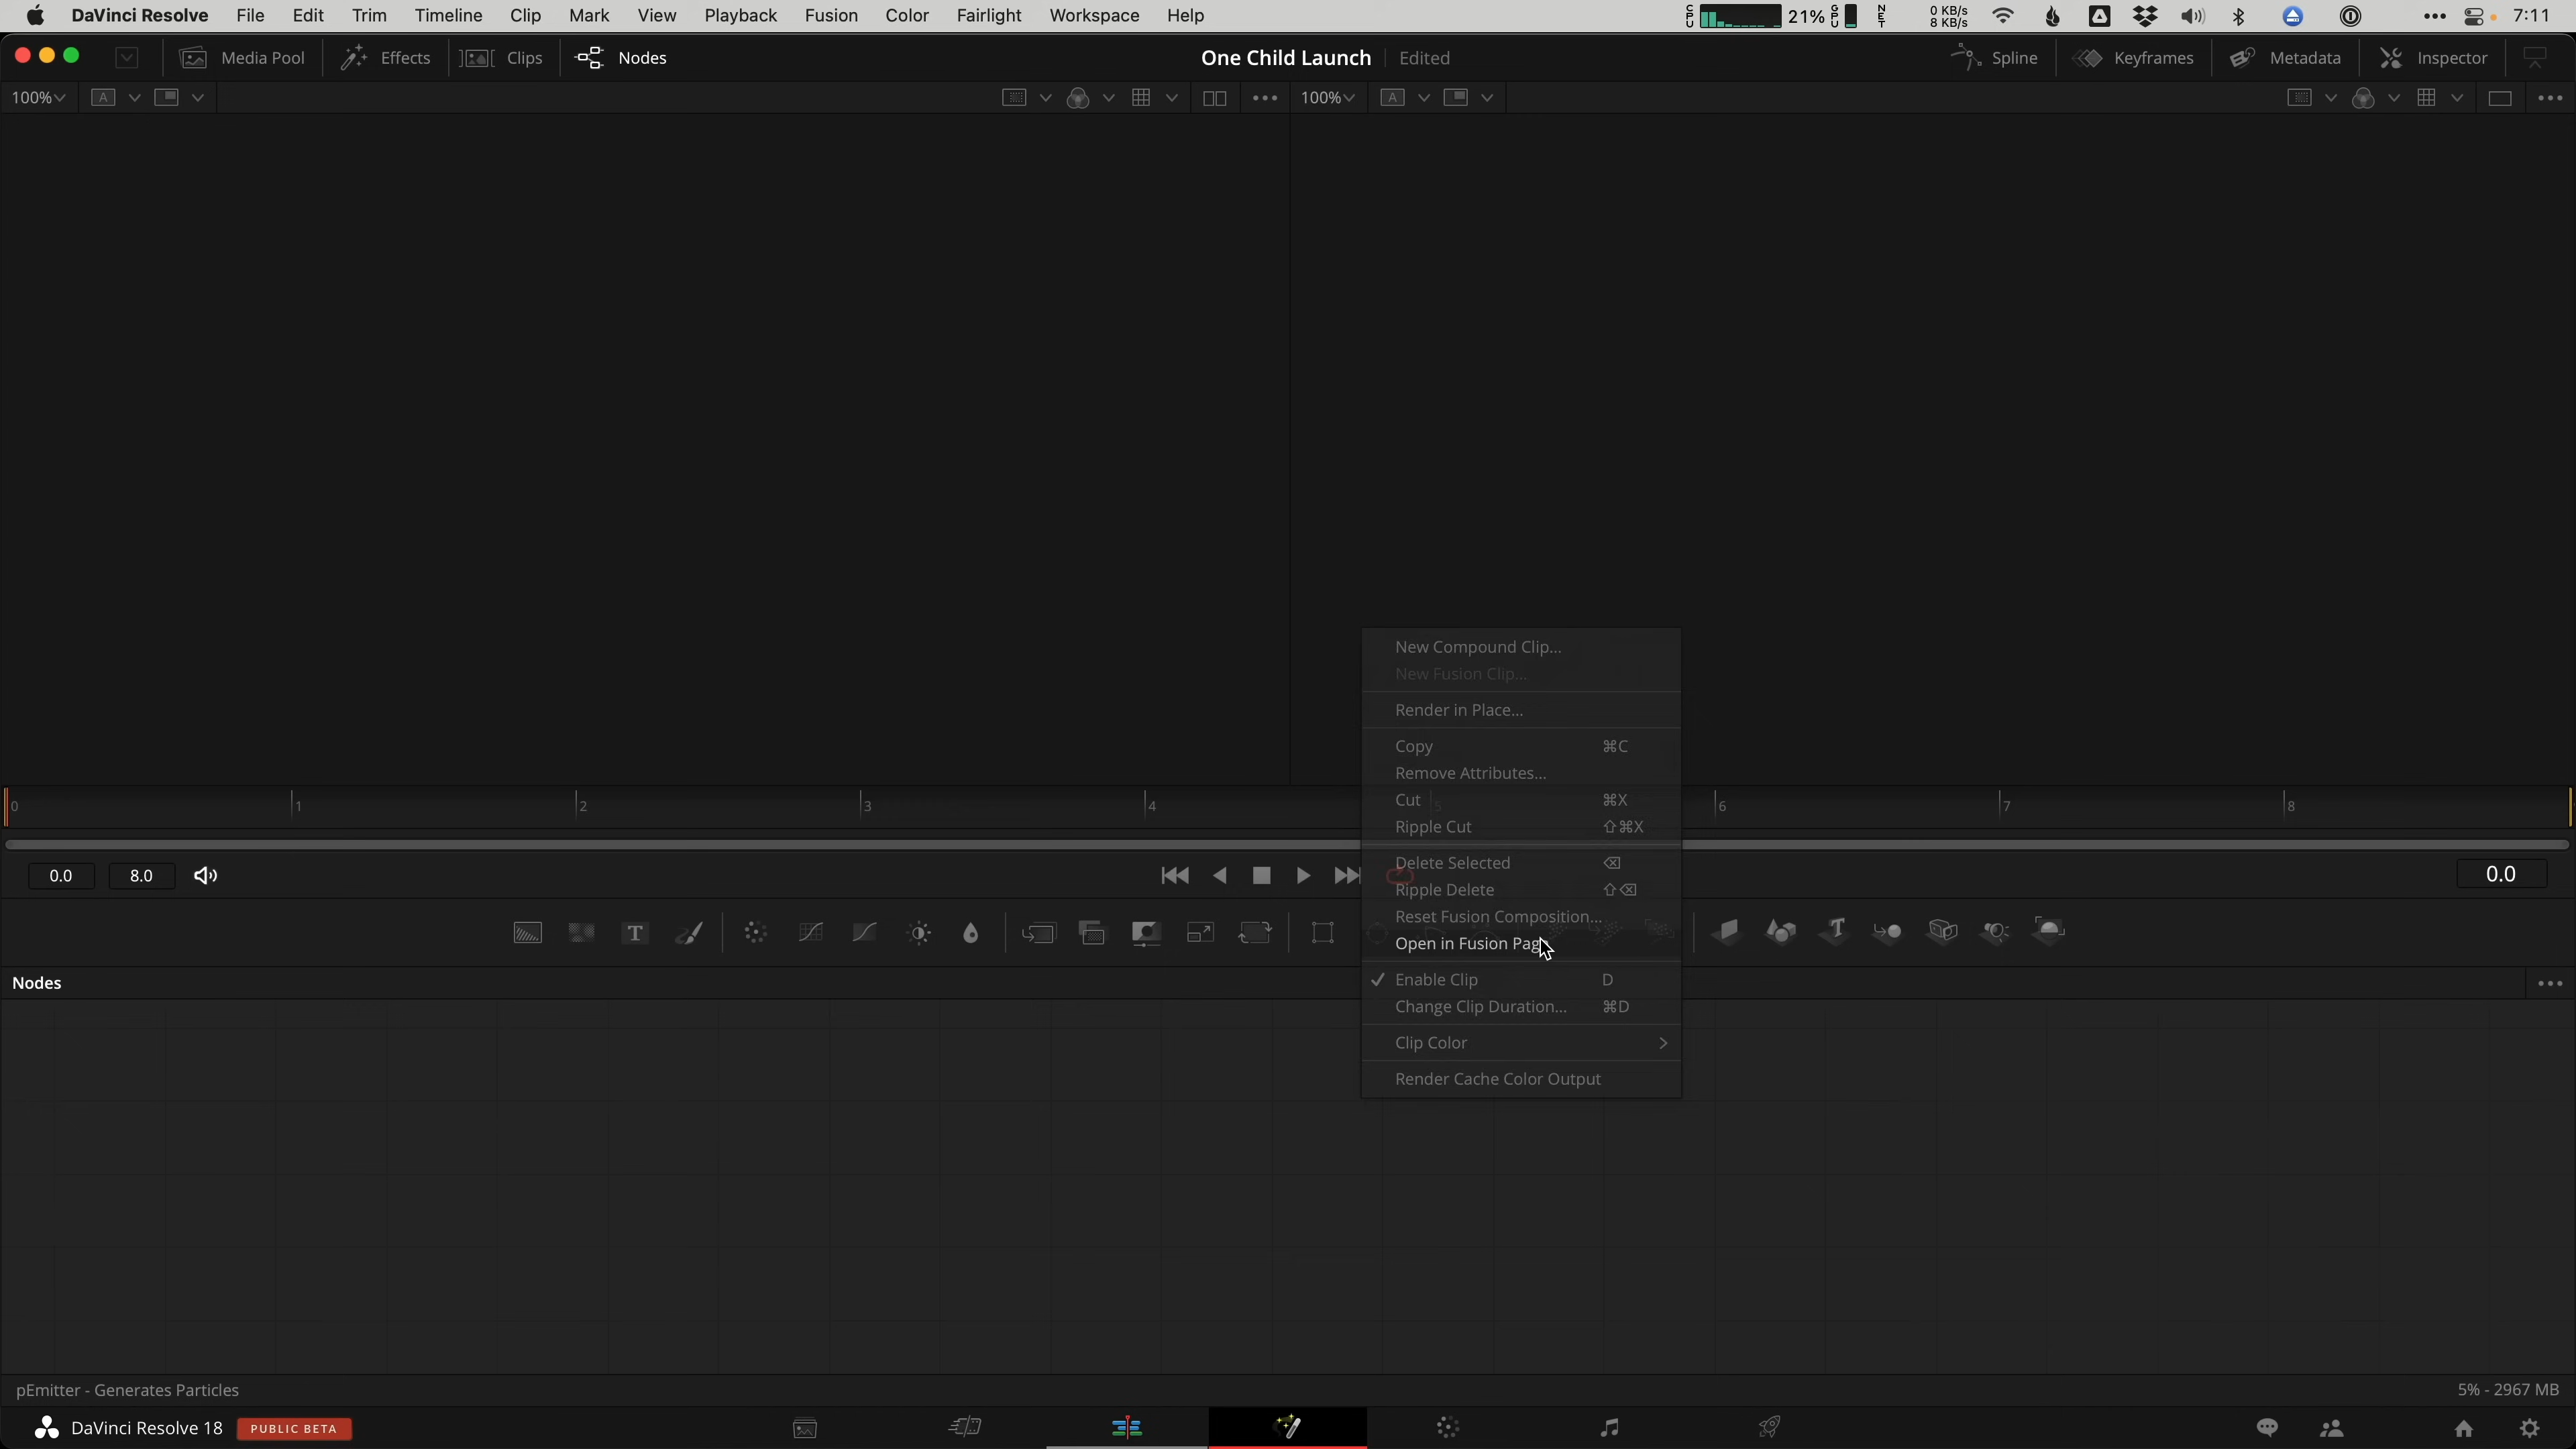 DaVinci Resolve File Edit Trim Timeline Clip Mark View Playback Fusion Color Fairlight Workspace Help CPU 21% GPU NET 0 KB/s 8 KB/s 7:11
Media Pool Effects Clips Nodes One Child Launch Edited Spline Keyframes Metadata Inspector
100% A 100% A
New Compound Clip...
New Fusion Clip...
Render in Place...
Copy ⌘C
Remove Attributes...
0 1 2 3 4 5 6 7 8
Cut ⌘X
Ripple Cut ⇧⌘X
Delete Selected ⌫
0.0 8.0 0.0
Ripple Delete ⇧⌫
Reset Fusion Composition...
T T
Open in Fusion Page
Nodes
Enable Clip D
Change Clip Duration... ⌘D
Clip Color
Render Cache Color Output
pEmitter - Generates Particles 5% - 2967 MB
DaVinci Resolve 18 PUBLIC BETA